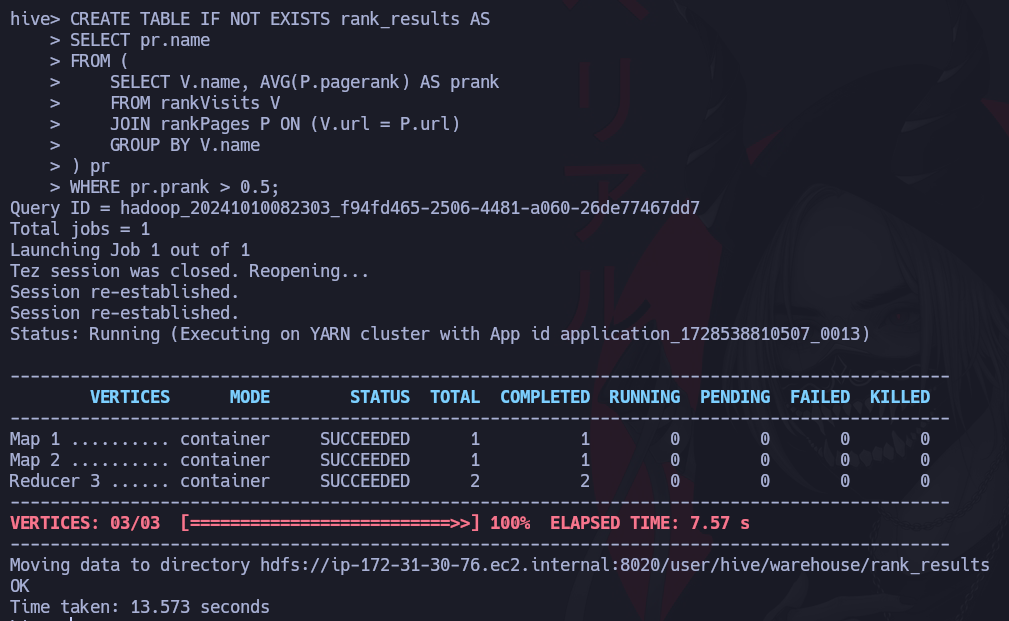 hive> CREATE TABLE IF NOT EXISTS rank_results AS
    > SELECT pr.name
    > FROM (
    >     SELECT V.name, AVG(P.pagerank) AS prank
    >     FROM rankVisits V
    >     JOIN rankPages P ON (V.url = P.url)
    >     GROUP BY V.name
    > ) pr
    > WHERE pr.prank > 0.5;
Query ID = hadoop_20241010082303_f94fd465-2506-4481-a060-26de77467dd7
Total jobs = 1
Launching Job 1 out of 1
Tez session was closed. Reopening...
Session re-established.
Session re-established.
Status: Running (Executing on YARN cluster with App id application_1728538810507_0013)
----------------------------------------------------------------------------------------------
        VERTICES      MODE        STATUS  TOTAL  COMPLETED  RUNNING  PENDING  FAILED  KILLED
----------------------------------------------------------------------------------------------
Map 1 .......... container     SUCCEEDED      1          1        0        0       0       0
Map 2 .......... container     SUCCEEDED      1          1        0        0       0       0
Reducer 3 ...... container     SUCCEEDED      2          2        0        0       0       0
----------------------------------------------------------------------------------------------
VERTICES: 03/03  [==========================>>] 100%  ELAPSED TIME: 7.57 s
----------------------------------------------------------------------------------------------
Moving data to directory hdfs://ip-172-31-30-76.ec2.internal:8020/user/hive/warehouse/rank_results
OK
Time taken: 13.573 seconds